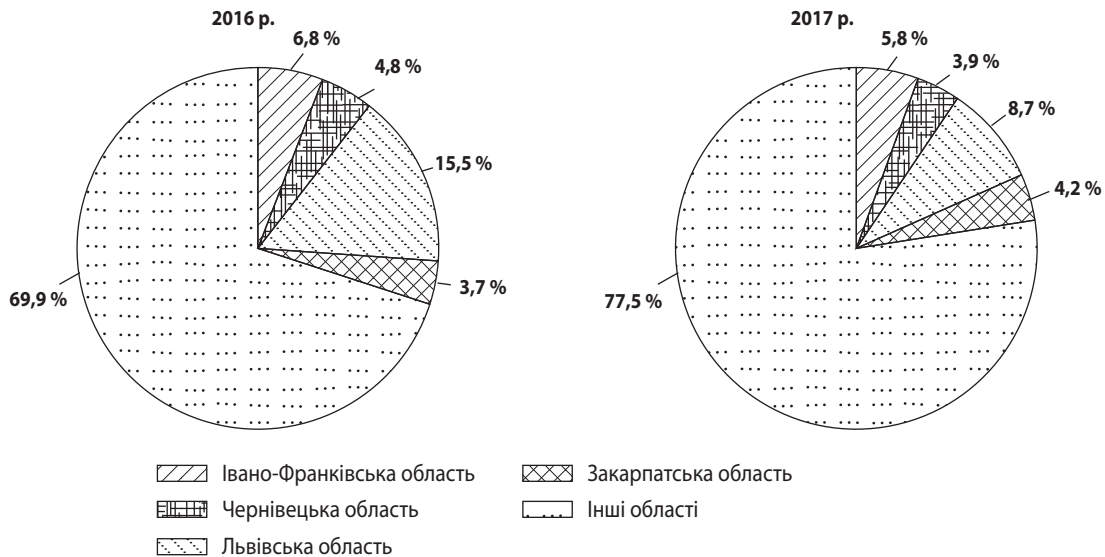 2016 р.
6,8 %
4,8 %
15,5 %
3,7 %
69,9 %
2017 р.
5,8 %
3,9 %
8,7 %
4,2 %
77,5 %
Івано-Франківська область
Чернівецька область
Львівська область
Закарпатська область
Інші області